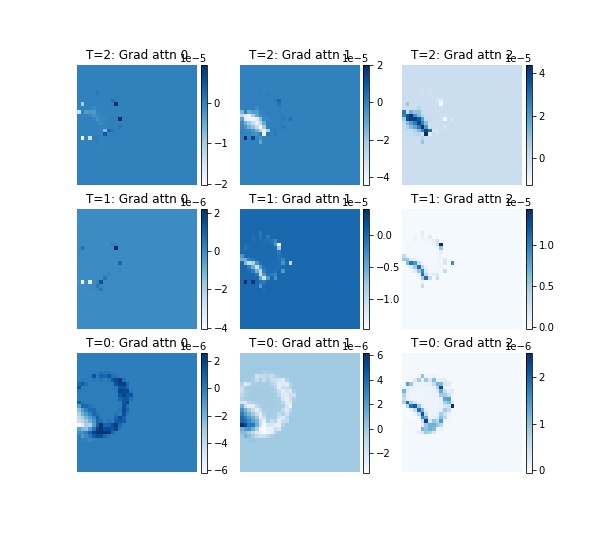 T=2: Grad attn 0
1e−5
T=2: Grad attn 1
1e−5
T=2: Grad attn 2
1e−5
0
−1
−2
2
0
−2
−4
4
2
0
T=1: Grad attn 0
1e−6
T=1: Grad attn 1
1e−5
T=1: Grad attn 2
1e−5
2
0
−2
−4
0.0
−0.5
−1.0
1.0
0.5
0.0
T=0: Grad attn 0
1e−6
T=0: Grad attn 1
1e−6
T=0: Grad attn 2
1e−6
2
0
−2
−4
−6
6
4
2
0
−2
2
1
0